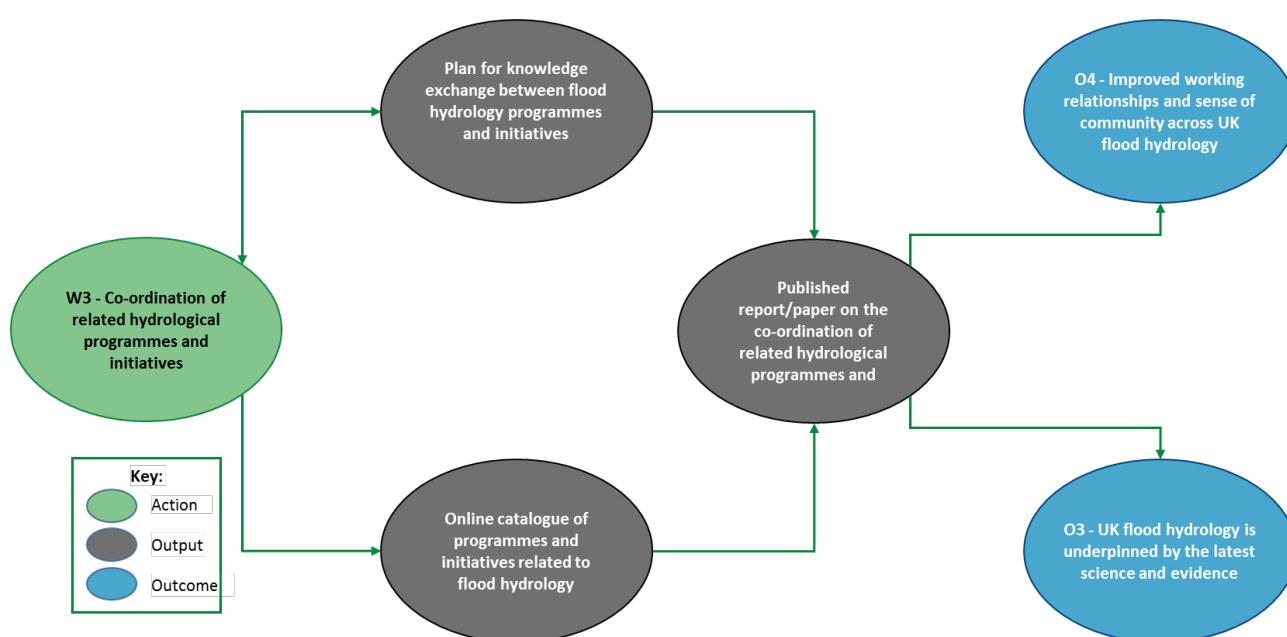 Plan for knowledge
exchange between flood
hydrology programmes
and initiatives
O4 - Improved working
relationships and sense of
community across UK
flood hydrology
W3 - Co-ordination of
related hydrological
programmes and
initiatives
Published
report/paper on the
co-ordination of
related hydrological
programmes and
Key:
Action
Output
Outcome
Online catalogue of
programmes and
initiatives related to
flood hydrology
O3 - UK flood hydrology is
underpinned by the latest
science and evidence